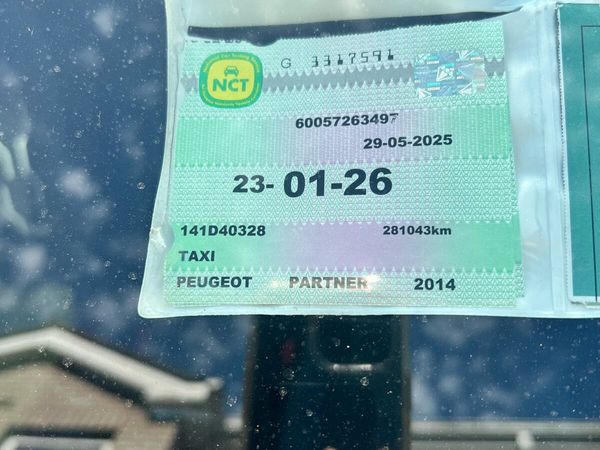 NCT
G 3317591
60057263497
29-05-2025
23- 01-26
141D40328 281043km
TAXI
PEUGEOT PARTNER 2014